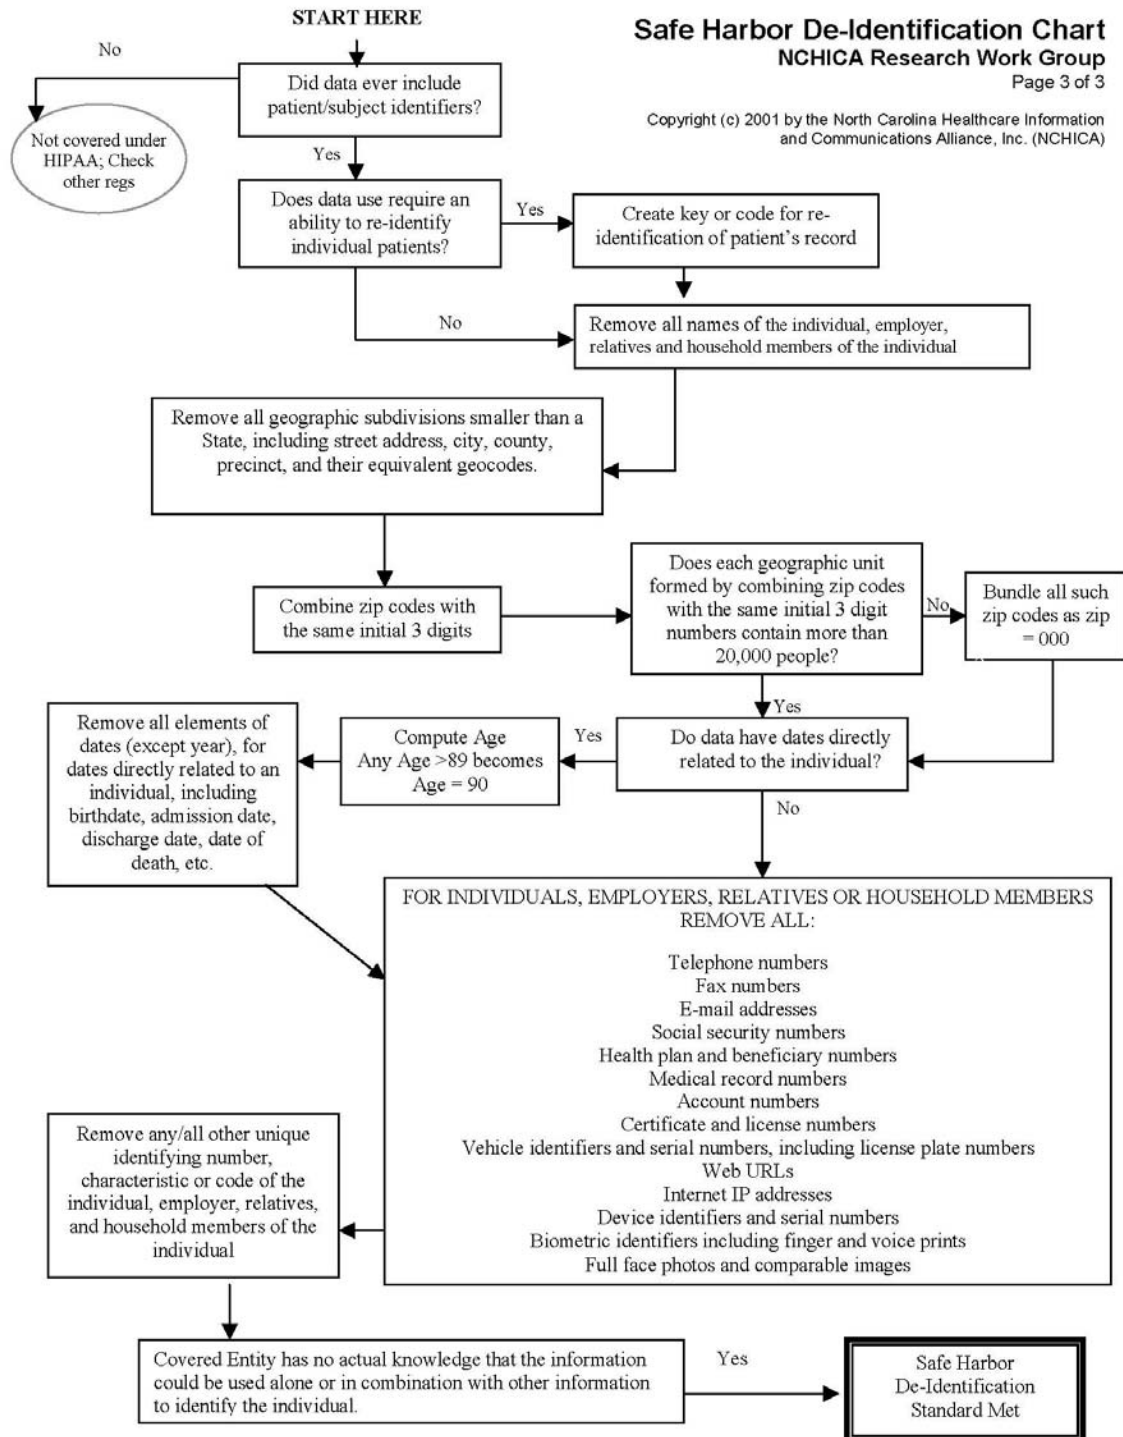 START HERE
Safe Harbor De-Identification Chart
NCHICA Research Work Group
Page 3 of 3
Copyright (c) 2001 by the North Carolina Healthcare Information
and Communications Alliance, Inc. (NCHICA)
No
Did data ever include
patient/subject identifiers?
Not covered under
HIPAA; Check
other regs
Yes
Does data use require an
ability to re-identify
individual patients?
Yes
Create key or code for re-
identification of patient's record
No
Remove all names of the individual, employer,
relatives and household members of the individual
Remove all geographic subdivisions smaller than a
State, including street address, city, county,
precinct, and their equivalent geocodes.
Combine zip codes with
the same initial 3 digits
Does each geographic unit
formed by combining zip codes
with the same initial 3 digit
numbers contain more than
20,000 people?
No
Bundle all such
zip codes as zip
= 000
Yes
Do data have dates directly
related to the individual?
Yes
Compute Age
Any Age >89 becomes
Age = 90
Remove all elements of
dates (except year), for
dates directly related to an
individual, including
birthdate, admission date,
discharge date, date of
death, etc.
No
FOR INDIVIDUALS, EMPLOYERS, RELATIVES OR HOUSEHOLD MEMBERS
REMOVE ALL:
Telephone numbers
Fax numbers
E-mail addresses
Social security numbers
Health plan and beneficiary numbers
Medical record numbers
Account numbers
Certificate and license numbers
Vehicle identifiers and serial numbers, including license plate numbers
Web URLs
Internet IP addresses
Device identifiers and serial numbers
Biometric identifiers including finger and voice prints
Full face photos and comparable images
Remove any/all other unique
identifying number,
characteristic or code of the
individual, employer, relatives,
and household members of the
individual
Covered Entity has no actual knowledge that the information
could be used alone or in combination with other information
to identify the individual.
Yes
Safe Harbor
De-Identification
Standard Met